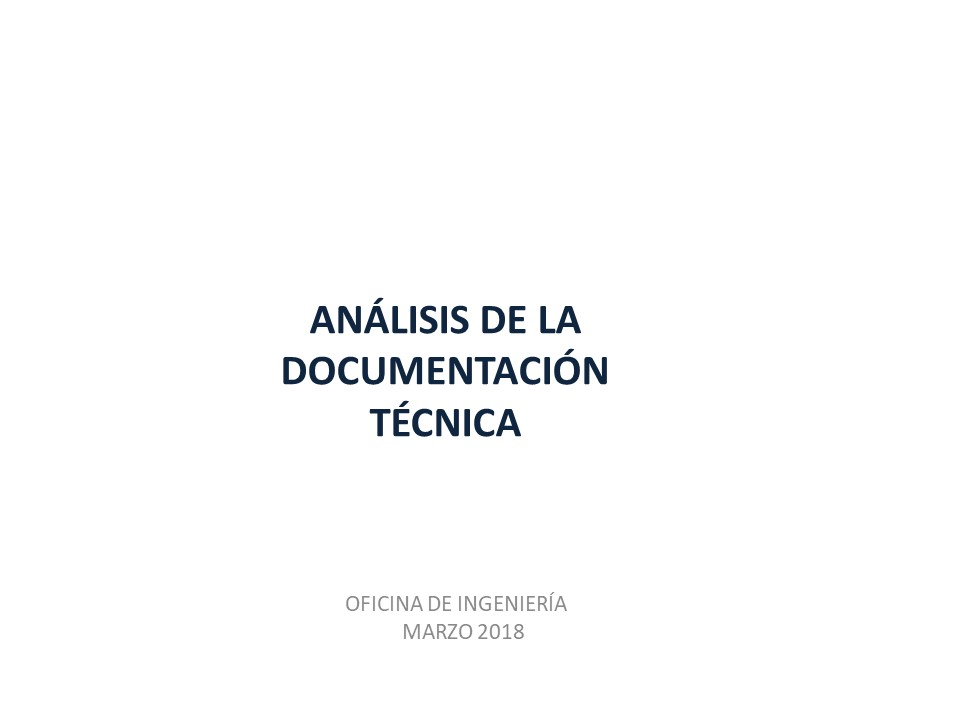 ANÁLISIS DE LA
DOCUMENTACIÓN
TÉCNICA
OFICINA DE INGENIERÍA
MARZO 2018